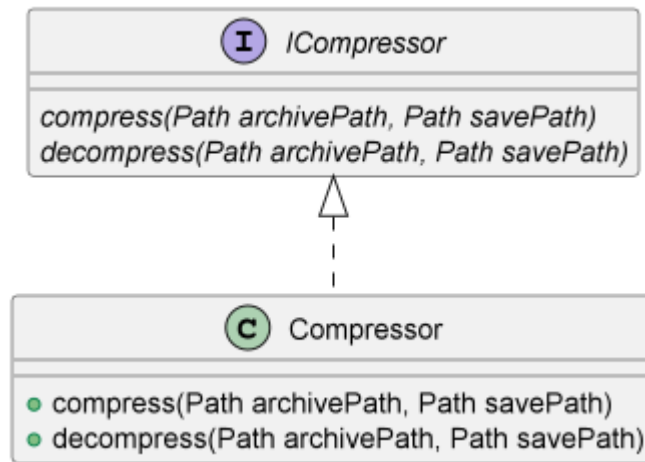 I ICompressor
compress(Path archivePath, Path savePath)
decompress(Path archivePath, Path savePath)
C Compressor
compress(Path archivePath, Path savePath)
decompress(Path archivePath, Path savePath)